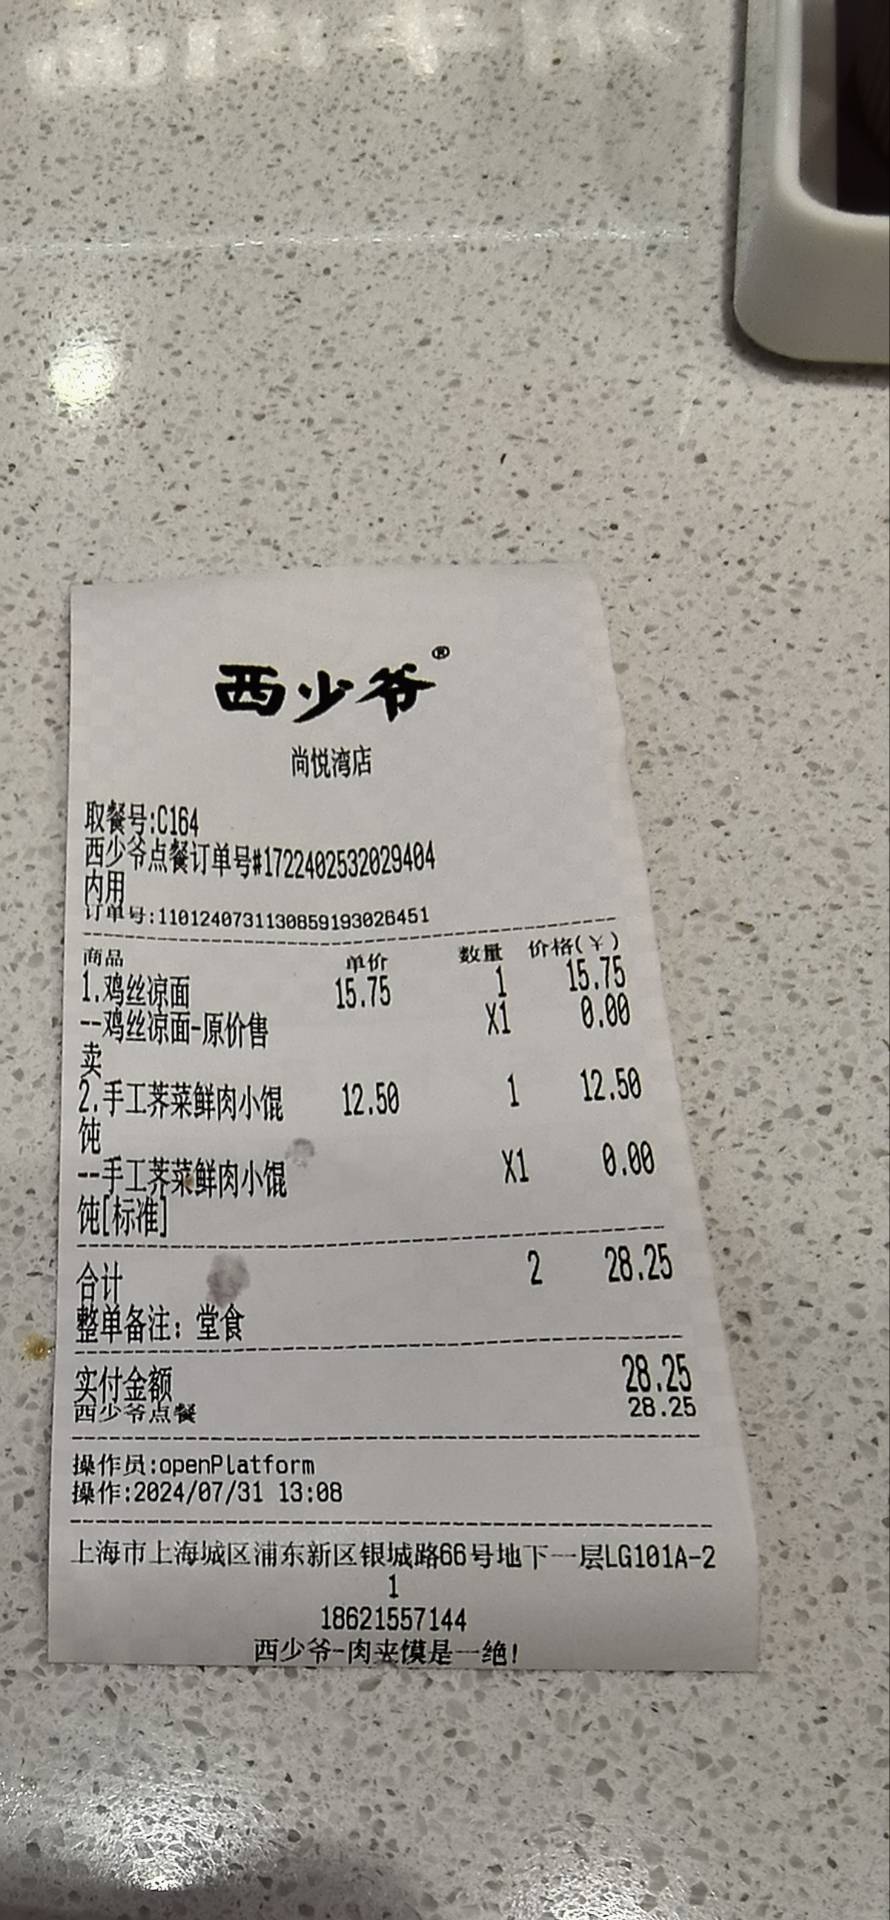 西少爷®
尚悦湾店
取餐号:C164
西少爷点餐订单号#1722402532029404
内用
订单号:11012407311308591930​26451
商品 单价 数量 价格(￥)
1.鸡丝凉面 15.75 1 15.75
--鸡丝凉面-原价售 X1 0.00
卖
2.手工荠菜鲜肉小馄 12.50 1 12.50
饨
--手工荠菜鲜肉小馄 X1 0.00
饨[标准]
合计 2 28.25
整单备注：堂食
实付金额 28.25
西少爷点餐 28.25
操作员:openPlatform
操作:2024/07/31 13:08
上海市上海城区浦东新区银城路66号地下一层LG101A-2
1
18621557144
西少爷-肉夹馍是一绝!